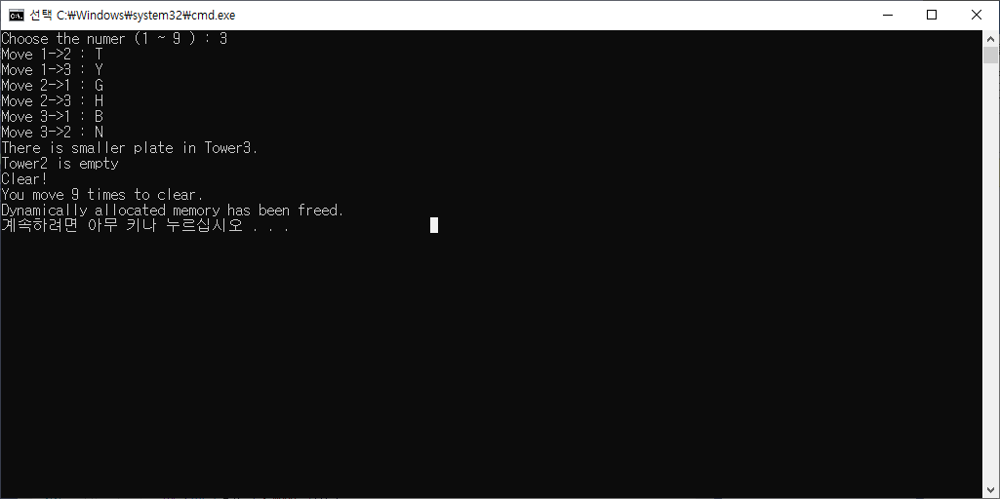 선택 C:₩Windows₩system32₩cmd.exe
Choose the numer (1 ~ 9 ) : 3
Move 1->2 : T
Move 1->3 : Y
Move 2->1 : G
Move 2->3 : H
Move 3->1 : B
Move 3->2 : N
There is smaller plate in Tower3.
Tower2 is empty
Clear!
You move 9 times to clear.
Dynamically allocated memory has been freed.
계속하려면 아무 키나 누르십시오 . . .